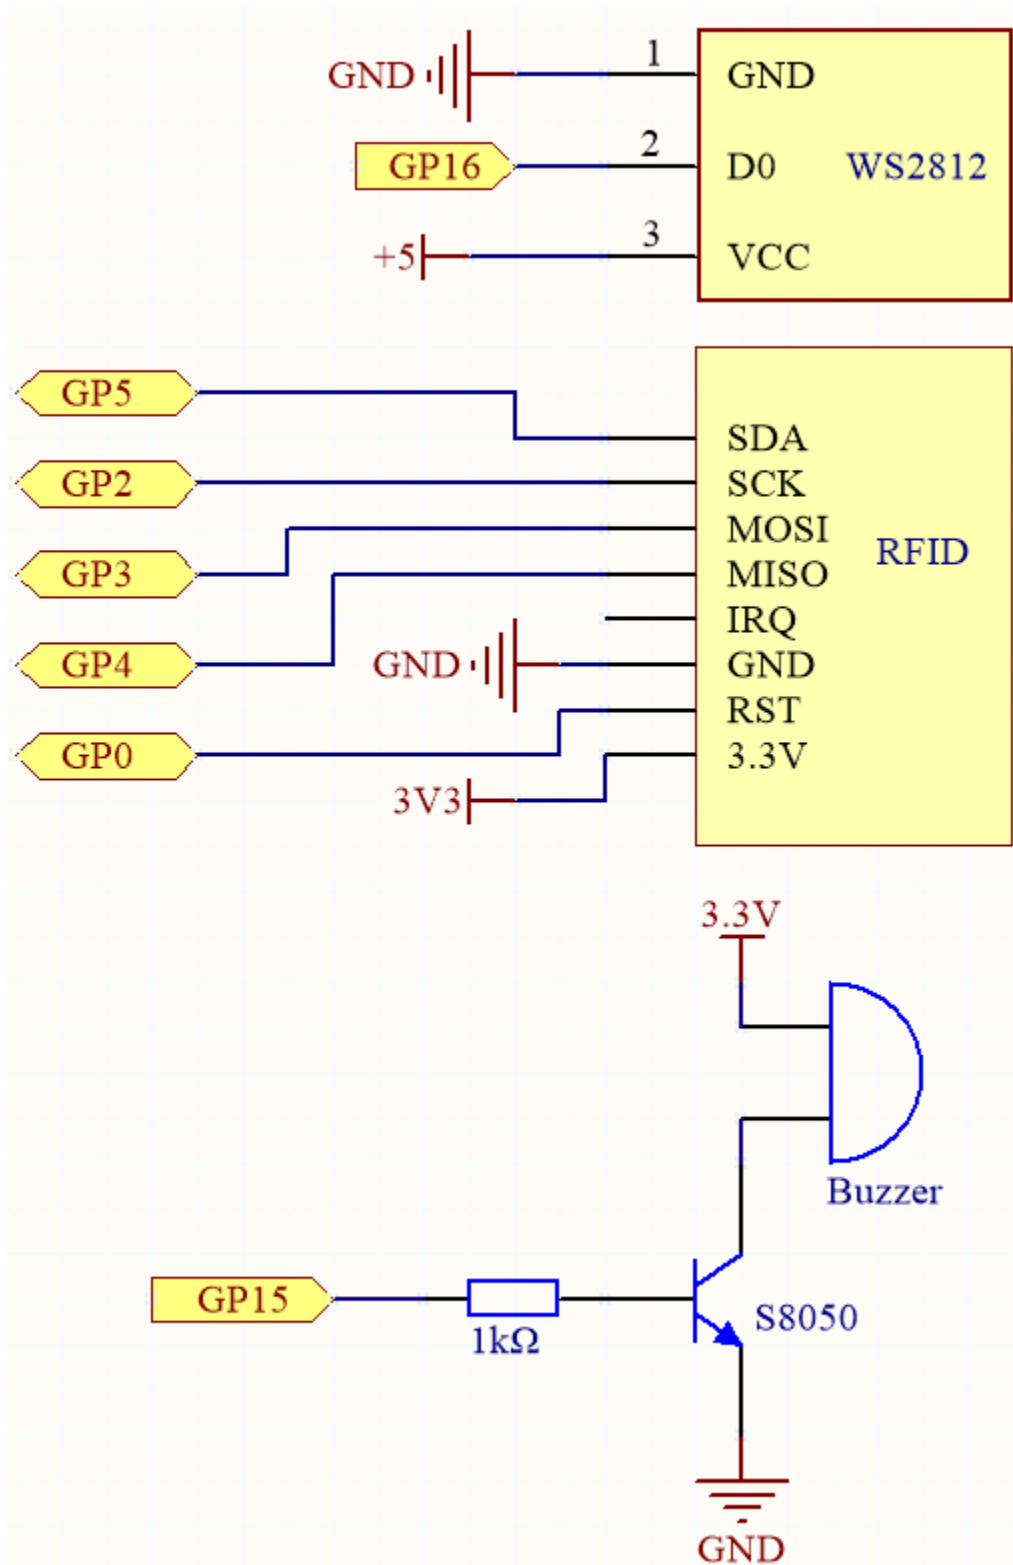 GND 1 GND
GP16 2 D0 WS2812
+5 3 VCC
GP5 SDA
GP2 SCK
GP3 MOSI
RFID
GP4 MISO
IRQ
GND GND
GP0 RST
3.3V
3V3
3.3V
Buzzer
GP15 1kΩ S8050
GND